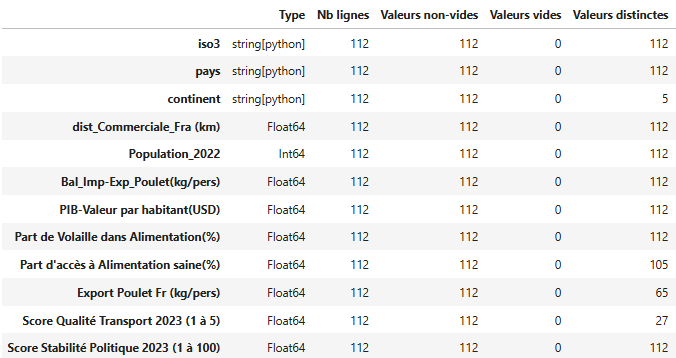 Type Nb lignes Valeurs non-vides Valeurs vides Valeurs distinctes
iso3 string[python] 112 112 0 112
pays string[python] 112 112 0 112
continent string[python] 112 112 0 5
dist_Commerciale_Fra (km) Float64 112 112 0 112
Population_2022 Int64 112 112 0 112
Bal_Imp-Exp_Poulet(kg/pers) Float64 112 112 0 112
PIB-Valeur par habitant(USD) Float64 112 112 0 112
Part de Volaille dans Alimentation(%) Float64 112 112 0 112
Part d'accès à Alimentation saine(%) Float64 112 112 0 105
Export Poulet Fr (kg/pers) Float64 112 112 0 65
Score Qualité Transport 2023 (1 à 5) Float64 112 112 0 27
Score Stabilité Politique 2023 (1 à 100) Float64 112 112 0 112